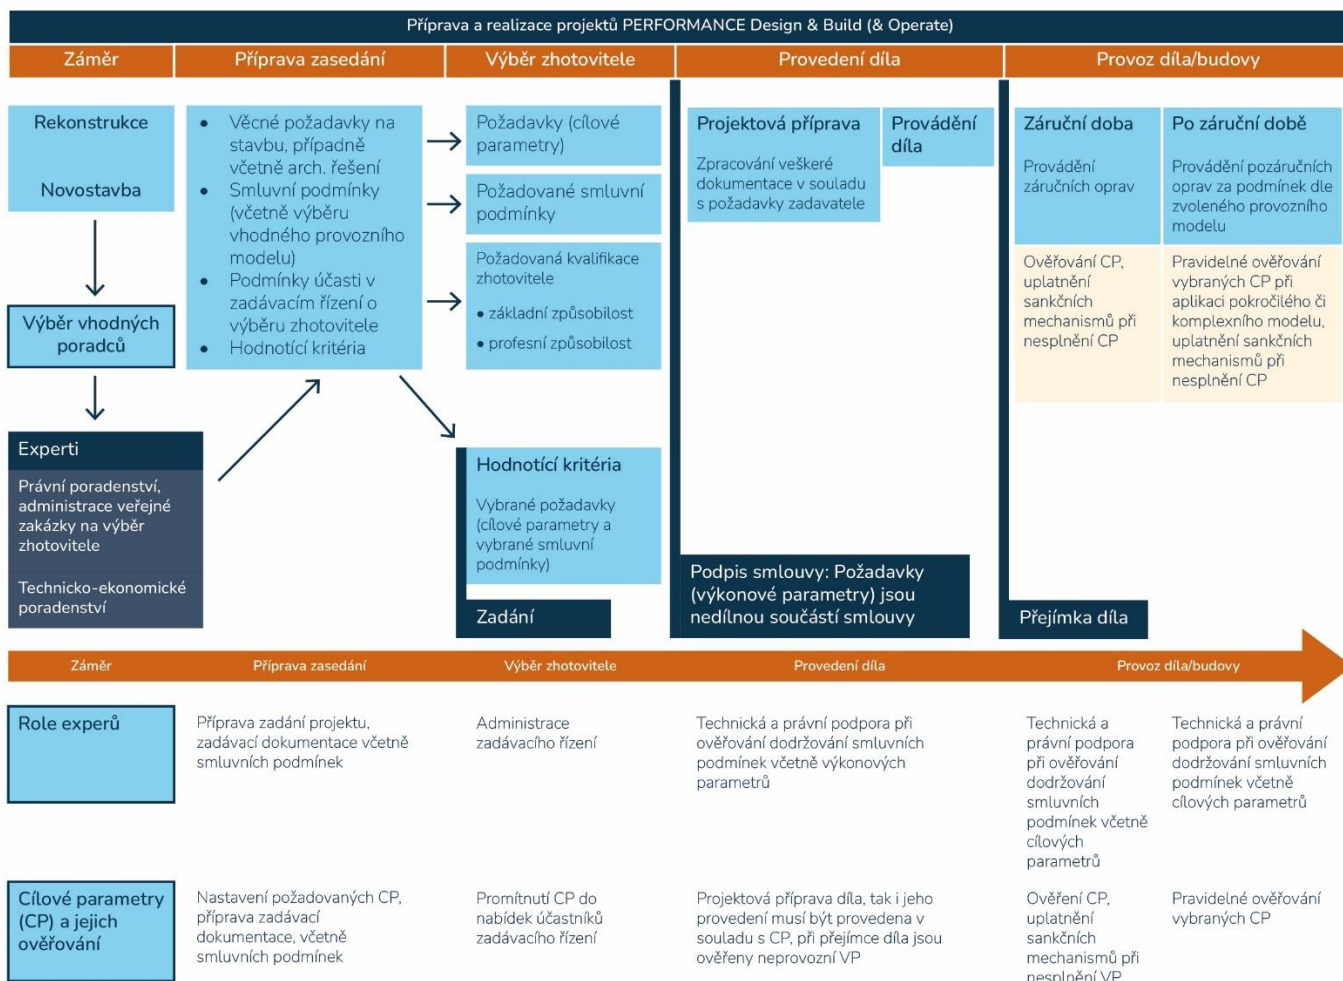 Příprava a realizace projektů PERFORMANCE Design & Build (& Operate)
Záměr
Příprava zasedání
Výběr zhotovitele
Provedení díla
Provoz díla/budovy
Rekonstrukce
Novostavba
Výběr vhodných
poradců
Experti
Právní poradenství,
administrace veřejné
zakázky na výběr
zhotovitele
Technicko-ekonomické
poradenství
• Věcné požadavky na
stavbu, případně
včetně arch. řešení
• Smluvní podmínky
(včetně výběru
vhodného provozního
modelu)
• Podmínky účasti v
zadávacím řízení o
výběru zhotovitele
• Hodnotící kritéria
Požadavky (cílové
parametry)
Požadované smluvní
podmínky
Požadovaná kvalifikace
zhotovitele
• základní způsobilost
• profesní způsobilost
Hodnotící kritéria
Vybrané požadavky
(cílové parametry a
vybrané smluvní
podmínky)
Zadání
Projektová příprava
Zpracování veškeré
dokumentace v souladu
s požadavky zadavatele
Provádění
díla
Podpis smlouvy: Požadavky
(výkonové parametry) jsou
nedílnou součástí smlouvy
Záruční doba
Provádění
záručních oprav
Ověřování CP,
uplatnění
sankčních
mechanismů při
nesplnění CP
Po záruční době
Provádění pozáručních
oprav za podmínek dle
zvoleného provozního
modelu
Pravidelné ověřování
vybraných CP při
aplikaci pokročilého či
komplexního modelu,
uplatnění sankčních
mechanismů při
nesplnění CP
Přejímka díla
Záměr
Příprava zasedání
Výběr zhotovitele
Provedení díla
Provoz díla/budovy
Role experů
Příprava zadání projektu,
zadávací dokumentace včetně
smluvních podmínek
Administrace
zadávacího řízení
Technická a právní podpora při
ověřování dodržování smluvních
podmínek včetně výkonových
parametrů
Technická a
právní podpora
při ověřování
dodržování
smluvních
podmínek včetně
cílových
parametrů
Technická a právní
podpora při ověřování
dodržování smluvních
podmínek včetně
cílových parametrů
Cílové parametry
(CP) a jejich
ověřování
Nastavení požadovaných CP,
příprava zadávací
dokumentace, včetně
smluvních podmínek
Promítnutí CP do
nabídek účastníků
zadávacího řízení
Projektová příprava díla, tak i jeho
provedení musí být provedena v
souladu s CP, při přejímce díla jsou
ověřeny neprovozní VP
Ověření CP,
uplatnění
sankčních
mechanismů při
nesplnění VP
Pravidelné ověřování
vybraných CP